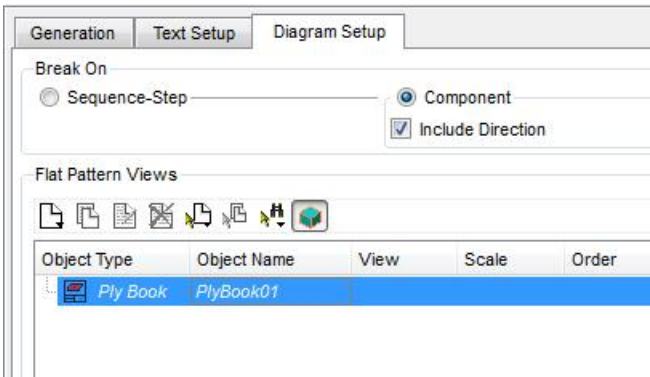 Generation Text Setup Diagram Setup
Break On
Sequence-Step Component
Include Direction
Flat Pattern Views
Object Type Object Name View Scale Order
Ply Book PlyBook01